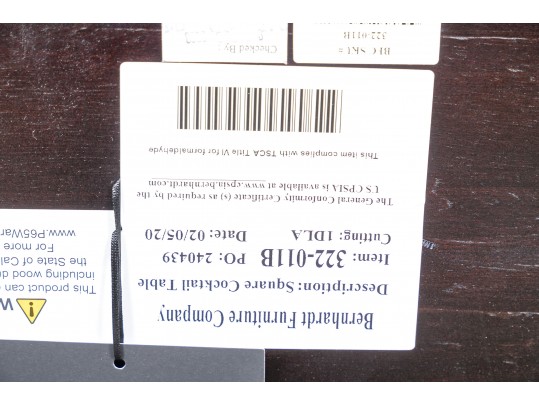 Bernhardt Furniture Company
Description: Square Cocktail Table
Item: 322-011B PO: 240439
Cutting: 1DLA Date: 02/05/20
The General Conformity Certificate (s) as required by the
US CPSIA is available at www.cpsia.bernhardt.com
This item complies with TSCA Title VI for formaldehyde
W
This product can
including wood d
the State of Cal
For more
www.P65War
Checked By:
BFC SKU#
322-011B